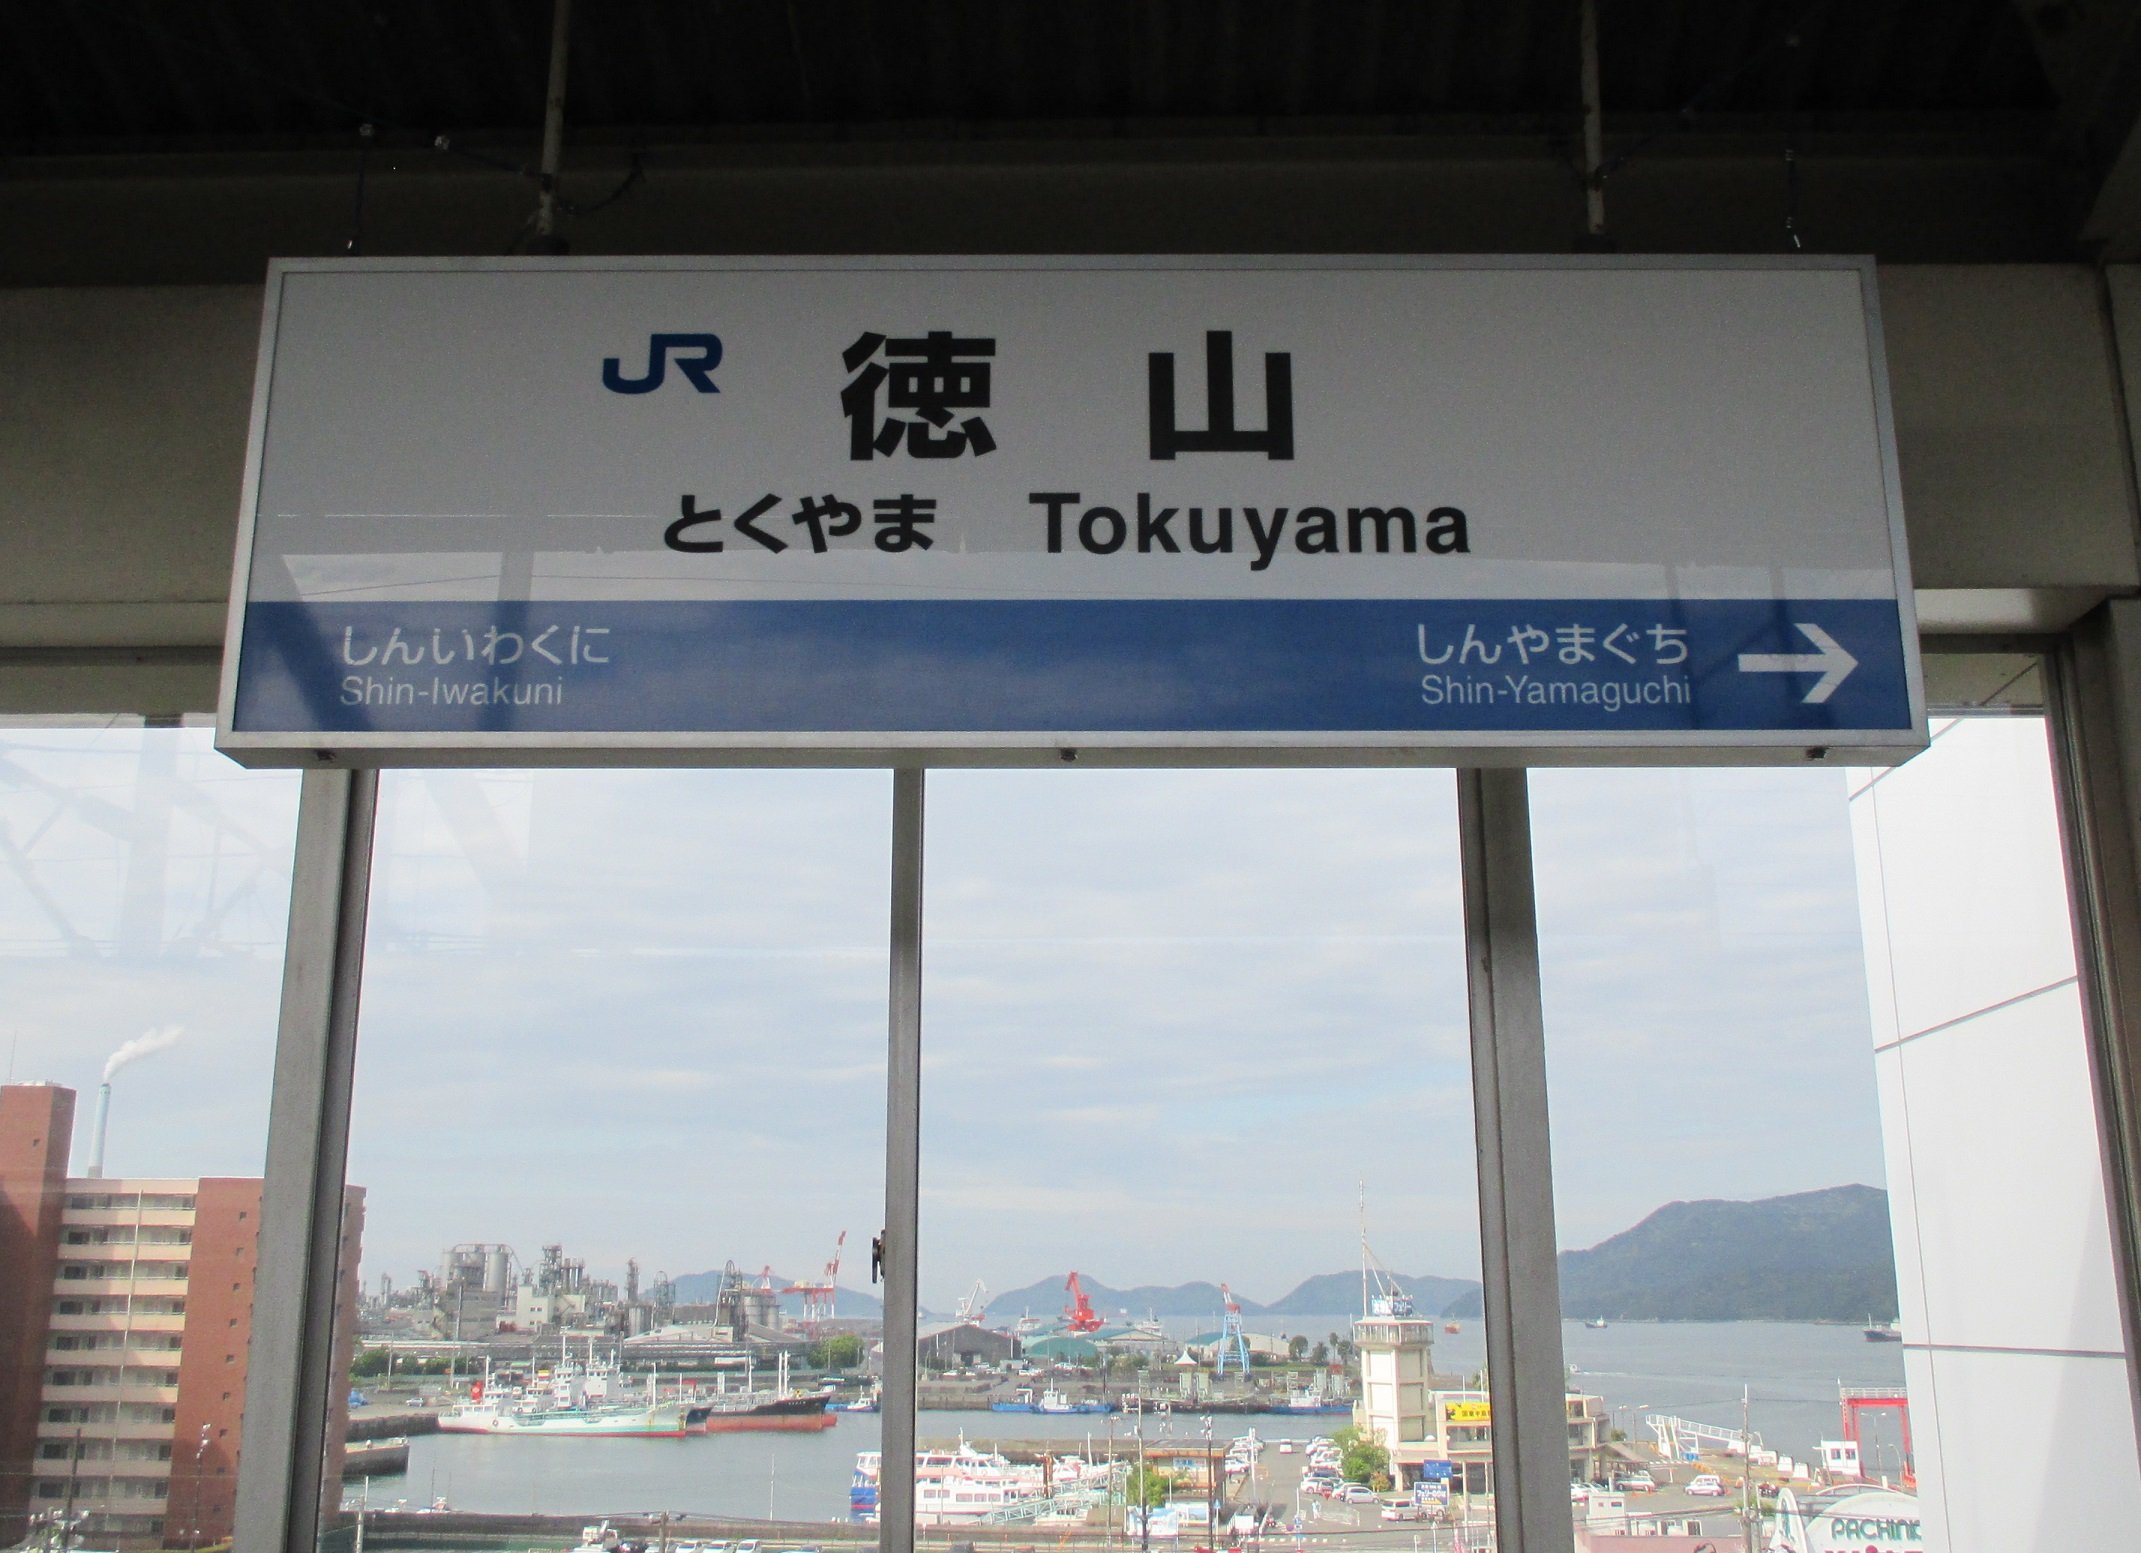 JR 徳山
とくやま Tokuyama
しんいわくに
Shin-Iwakuni
しんやまぐち →
Shin-Yamaguchi
PACHINK